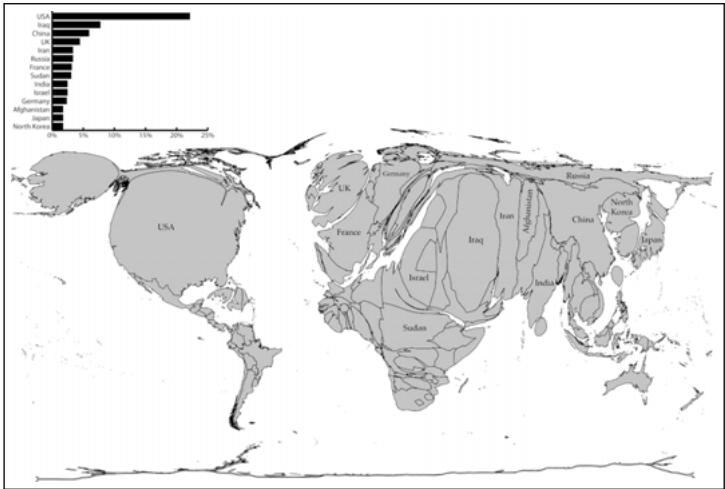 USA
Iraq
China
UK
Iran
Russia
France
Sudan
India
Israel
Germany
Afghanistan
Japan
North Korea
0% 5% 10% 15% 20% 25%
Russia
Germany
UK
North
Korea
Afghanistan
Iran
China
USA
France
Iraq
Japan
Israel
India
Sudan